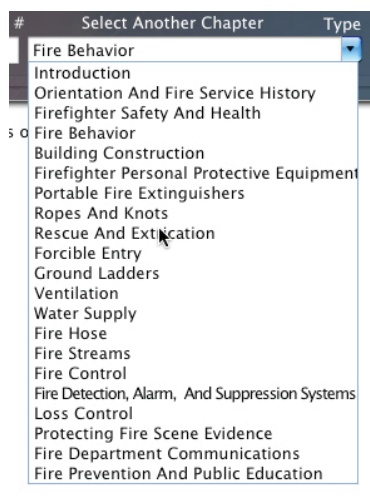 # Select Another Chapter Type
Fire Behavior
Introduction
Orientation And Fire Service History
Firefighter Safety And Health
s o Fire Behavior
Building Construction
Firefighter Personal Protective Equipment
Portable Fire Extinguishers
Ropes And Knots
Rescue And Extrication
Forcible Entry
Ground Ladders
Ventilation
Water Supply
Fire Hose
Fire Streams
Fire Control
Fire Detection, Alarm, And Suppression Systems
Loss Control
Protecting Fire Scene Evidence
Fire Department Communications
Fire Prevention And Public Education